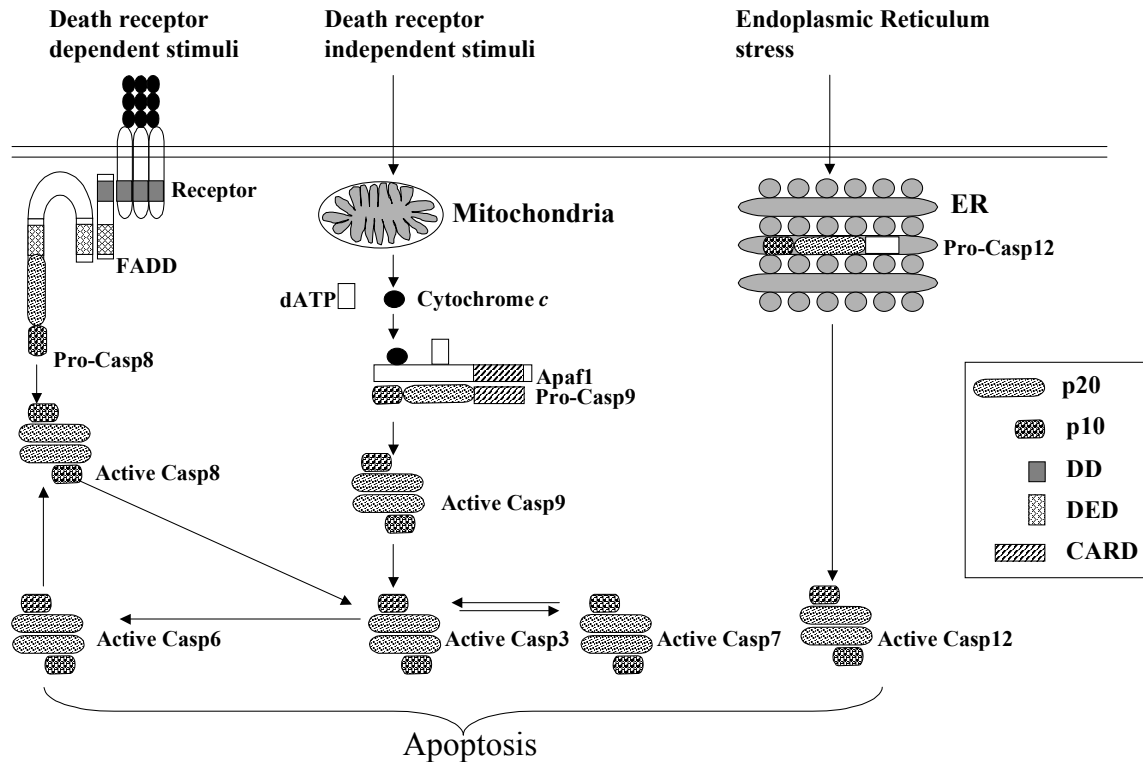 Death receptor
dependent stimuli
Death receptor
independent stimuli
Endoplasmic Reticulum
stress
Receptor
FADD
Pro-Casp8
Active Casp8
Active Casp6
Mitochondria
dATP
Cytochrome c
Apaf1
Pro-Casp9
Active Casp9
Active Casp3
Active Casp7
ER
Pro-Casp12
Active Casp12
p20
p10
DD
DED
CARD
Apoptosis